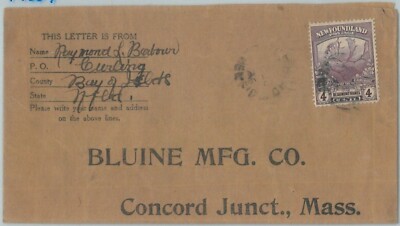 THIS LETTER IS FROM
Name Raymond S. Barbour
P. O. Curling
County Bay of Islds
State Nfld.
Please write your name and address
on the above lines.
NEWFOUNDLAND
4 4
BLUINE MFG. CO.
Concord Junct., Mass.